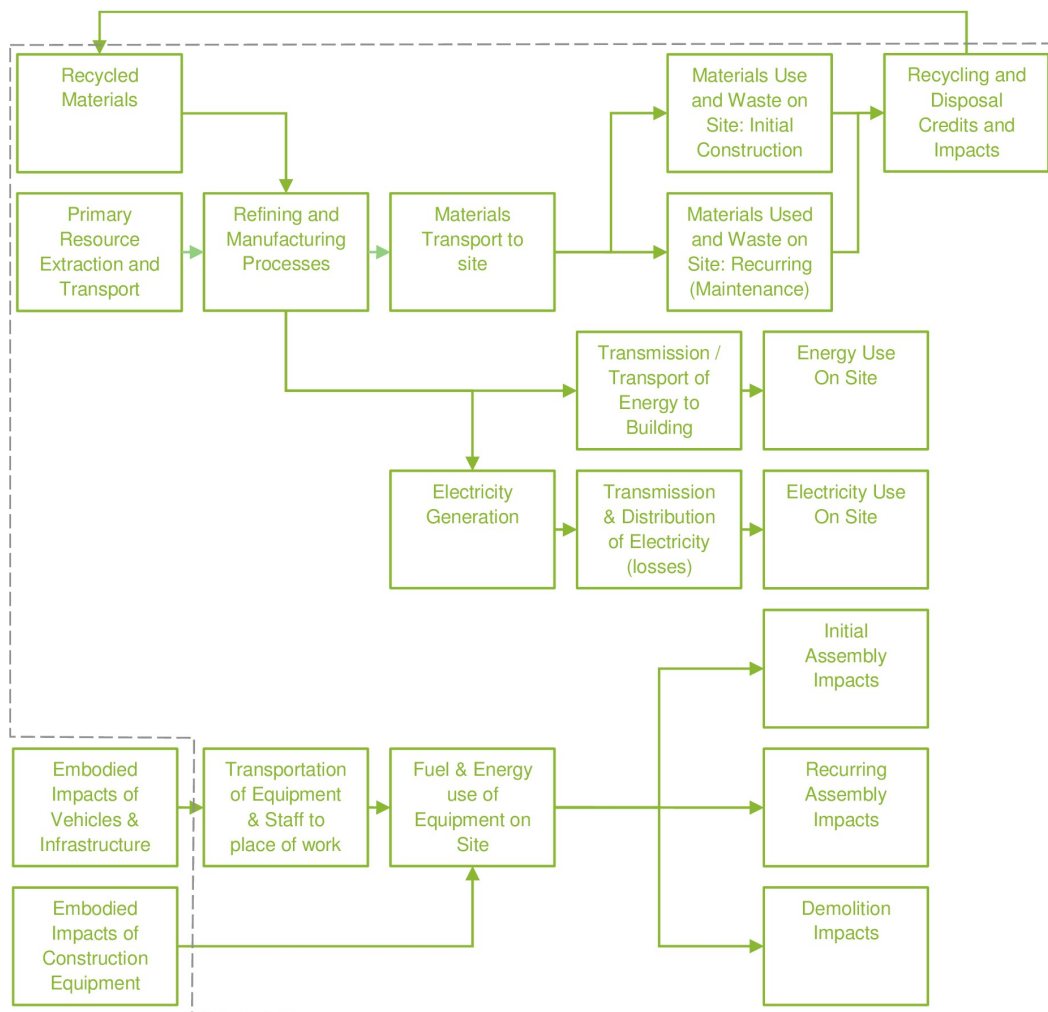 Recycled
Materials
Materials Use
and Waste on
Site: Initial
Construction
Recycling and
Disposal
Credits and
Impacts
Primary
Resource
Extraction and
Transport
Refining and
Manufacturing
Processes
Materials
Transport to
site
Materials Used
and Waste on
Site: Recurring
(Maintenance)
Transmission /
Transport of
Energy to
Building
Energy Use
On Site
Electricity
Generation
Transmission
& Distribution
of Electricity
(losses)
Electricity Use
On Site
Initial
Assembly
Impacts
Embodied
Impacts of
Vehicles &
Infrastructure
Transportation
of Equipment
& Staff to
place of work
Fuel & Energy
use of
Equipment on
Site
Recurring
Assembly
Impacts
Embodied
Impacts of
Construction
Equipment
Demolition
Impacts